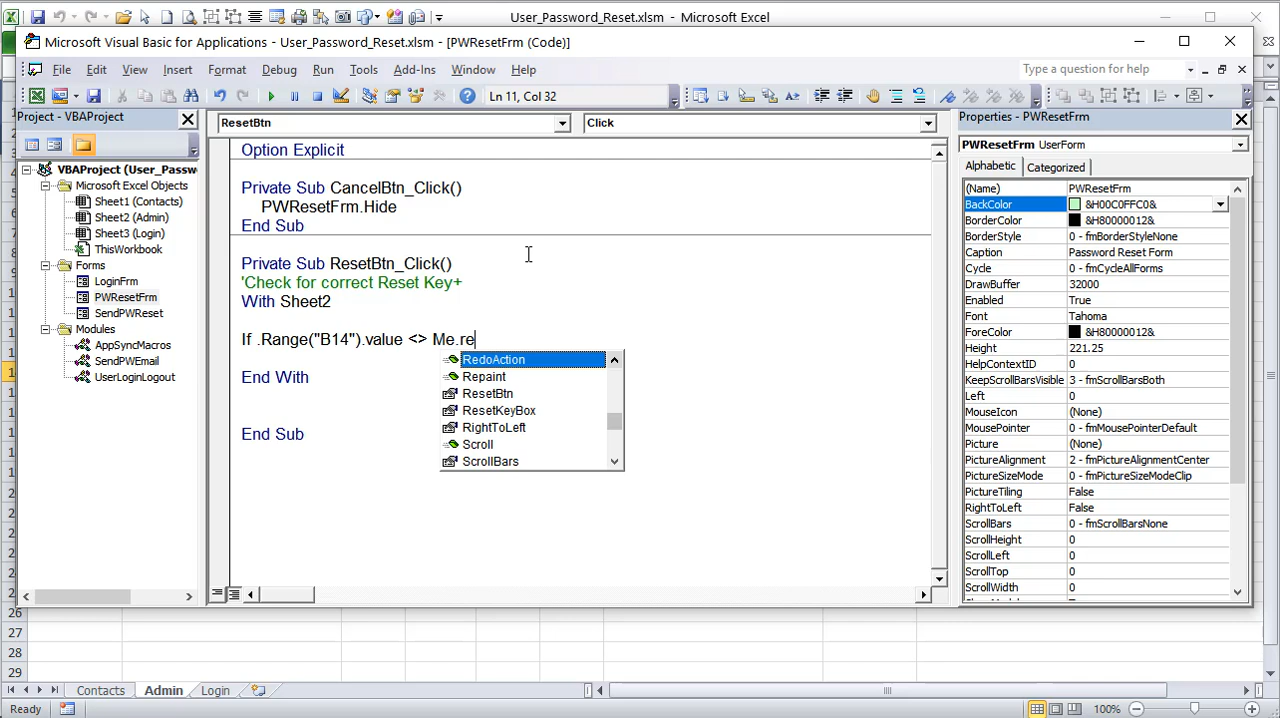 User_Password_Reset.xlsm - Microsoft Excel
Microsoft Visual Basic for Applications - User_Password_Reset.xlsm - [PWResetFrm (Code)]
File Edit View Insert Format Debug Run Tools Add-Ins Window Help
Type a question for help
Ln 11, Col 32
Project - VBAProject
VBAProject (User_Passw
Microsoft Excel Objects
Sheet1 (Contacts)
Sheet2 (Admin)
Sheet3 (Login)
ThisWorkbook
Forms
LoginFrm
PWResetFrm
SendPWReset
Modules
AppSyncMacros
SendPWEmail
UserLoginLogout
ResetBtn
Click
Option Explicit
Private Sub CancelBtn_Click()
PWResetFrm.Hide
End Sub
Private Sub ResetBtn_Click()
'Check for correct Reset Key+
With Sheet2
If .Range("B14").value <> Me.re
RedoAction
Repaint
ResetBtn
ResetKeyBox
RightToLeft
Scroll
ScrollBars
End With
End Sub
Properties - PWResetFrm
PWResetFrm UserForm
Alphabetic Categorized
(Name) PWResetFrm
BackColor &H00C0FFC0&
BorderColor &H80000012&
BorderStyle 0 - fmBorderStyleNone
Caption Password Reset Form
Cycle 0 - fmCycleAllForms
DrawBuffer 32000
Enabled True
Font Tahoma
ForeColor &H80000012&
Height 221.25
HelpContextID 0
KeepScrollBarsVisible 3 - fmScrollBarsBoth
Left 0
MouseIcon (None)
MousePointer 0 - fmMousePointerDefault
Picture (None)
PictureAlignment 2 - fmPictureAlignmentCenter
PictureSizeMode 0 - fmPictureSizeModeClip
PictureTiling False
RightToLeft False
ScrollBars 0 - fmScrollBarsNone
ScrollHeight 0
ScrollLeft 0
ScrollTop 0
ScrollWidth 0
26
27
28
29
Contacts Admin Login
Ready
100%